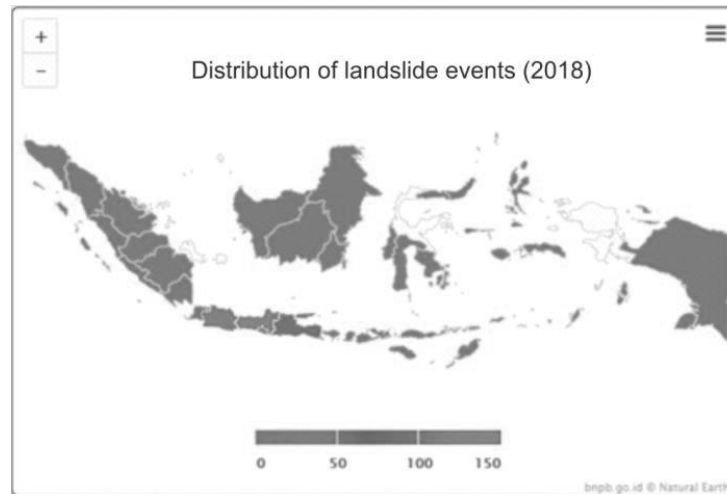 +
Distribution of landslide events (2018)
−
0 50 100 150
bnpb.go.id © Natural Earth